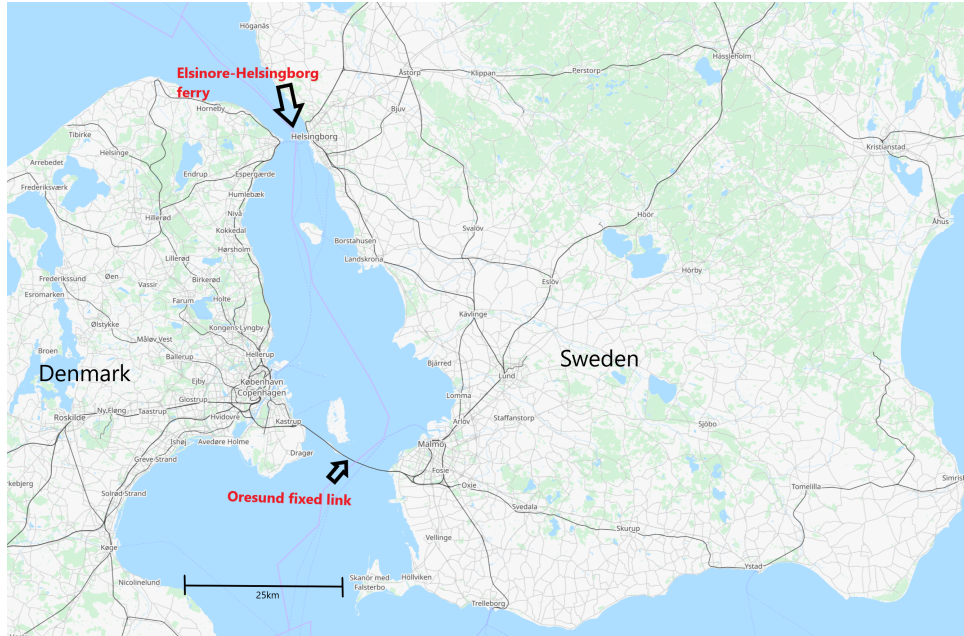 Höganäs
Hässleholm
Elsinore-Helsingborg
ferry
Åstorp
Klippan
Perstorp
Horneby
Bjuv
Tibirke
Helsingborg
Helsinge
Kristianstad
Arrebedet
Endrup
Espergærde
Frederiksværk
Humlebæk
Hillerød
Nivå
Höör
Åhus
Kokkedal
Svalöv
Borstahusen
Hørsholm
Lillerød
Landskrona
Hörby
Frederikssund
Øen
Birkerød
Eslöv
Vassir
Esromarken
Farum
Holte
Kävlinge
Ølstykke
Kongens-Lyngby
Måløv Vest
Broen
Ballerup
Hellerup
Bjärred
Sweden
Denmark
Lund
Ejby
København
Copenhagen
Lomma
Glostrup
Ny Eløng
Taastrup
Roskilde
Hvidovre
Kastrup
Arlöv
Staffanstorp
Sjöbo
Ishøj
Avedøre Holme
Malmö
Dragør
Greve-Strand
Fosie
Oxie
Tomelilla
Simrish
rkebjerg
Solrød-Strand
Oresund fixed link
Svedala
Skurup
Vellinge
Køge
Ystad
Nicolinelund
Skanör med
Falsterbo
Höllviken
25km
Trelleborg